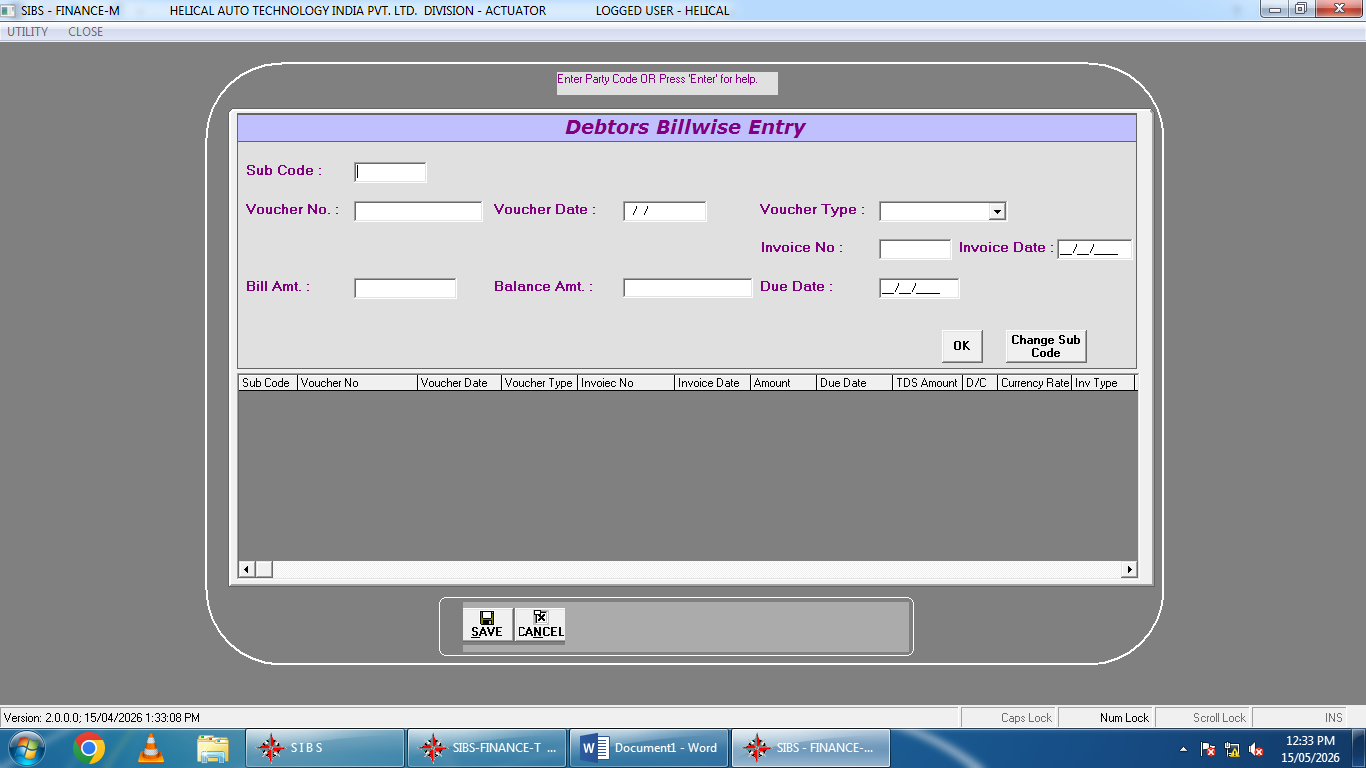 SIBS - FINANCE-M HELICAL AUTO TECHNOLOGY INDIA PVT. LTD. DIVISION - ACTUATOR LOGGED USER - HELICAL
UTILITY CLOSE
Enter Party Code OR Press 'Enter' for help.
Debtors Billwise Entry
Sub Code :
Voucher No. : Voucher Date : / / Voucher Type :
Invoice No : Invoice Date : __/__/____
Bill Amt. : Balance Amt. : Due Date : __/__/____
OK Change Sub
Code
Sub Code Voucher No Voucher Date Voucher Type Invoiec No Invoice Date Amount Due Date TDS Amount D/C Currency Rate Inv Type
SAVE CANCEL
Version: 2.0.0.0; 15/04/2026 1:33:08 PM Caps Lock Num Lock Scroll Lock INS
S I B S SIBS-FINANCE-T ... Document1 - Word SIBS - FINANCE-...
12:33 PM
15/05/2026